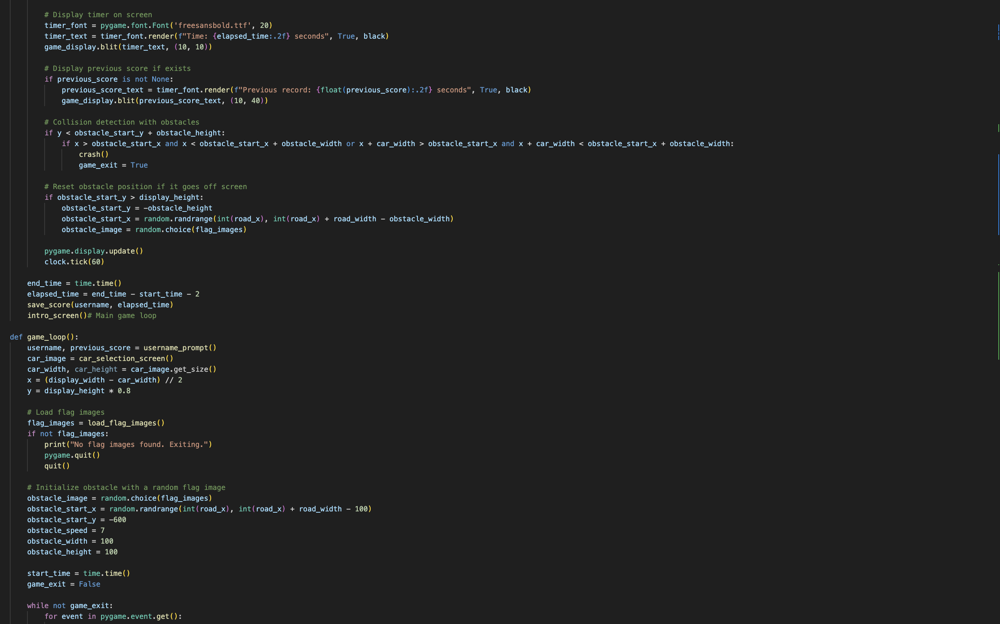 # Display timer on screen
timer_font = pygame.font.Font('freesansbold.ttf', 20)
timer_text = timer_font.render(f"Time: {elapsed_time:.2f} seconds", True, black)
game_display.blit(timer_text, (10, 10))
# Display previous score if exists
if previous_score is not None:
previous_score_text = timer_font.render(f"Previous record: {float(previous_score):.2f} seconds", True, black)
game_display.blit(previous_score_text, (10, 40))
# Collision detection with obstacles
if y < obstacle_start_y + obstacle_height:
if x > obstacle_start_x and x < obstacle_start_x + obstacle_width or x + car_width > obstacle_start_x and x + car_width < obstacle_start_x + obstacle_width:
crash()
game_exit = True
# Reset obstacle position if it goes off screen
if obstacle_start_y > display_height:
obstacle_start_y = -obstacle_height
obstacle_start_x = random.randrange(int(road_x), int(road_x) + road_width - obstacle_width)
obstacle_image = random.choice(flag_images)
pygame.display.update()
clock.tick(60)
end_time = time.time()
elapsed_time = end_time - start_time - 2
save_score(username, elapsed_time)
intro_screen()# Main game loop
def game_loop():
username, previous_score = username_prompt()
car_image = car_selection_screen()
car_width, car_height = car_image.get_size()
x = (display_width - car_width) // 2
y = display_height * 0.8
# Load flag images
flag_images = load_flag_images()
if not flag_images:
print("No flag images found. Exiting.")
pygame.quit()
quit()
# Initialize obstacle with a random flag image
obstacle_image = random.choice(flag_images)
obstacle_start_x = random.randrange(int(road_x), int(road_x) + road_width - 100)
obstacle_start_y = -600
obstacle_speed = 7
obstacle_width = 100
obstacle_height = 100
start_time = time.time()
game_exit = False
while not game_exit:
for event in pygame.event.get():